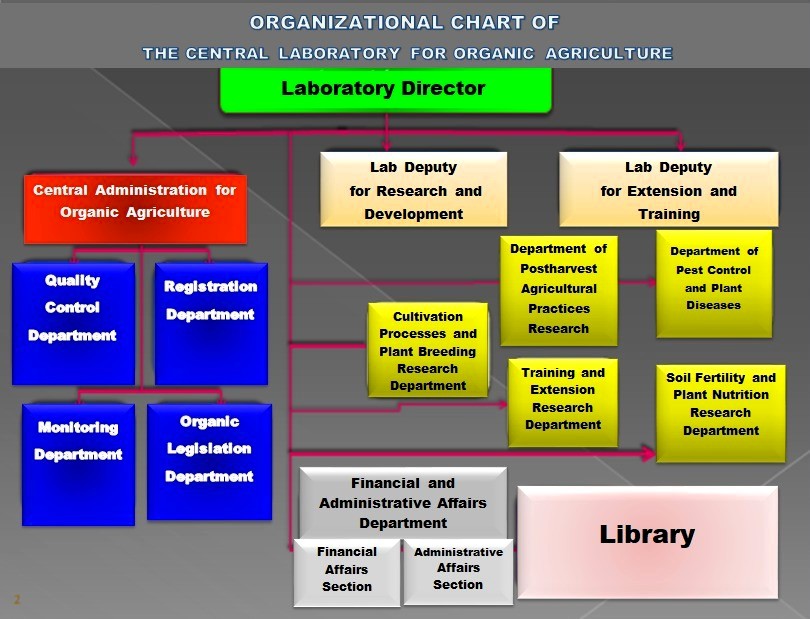 ORGANIZATIONAL CHART OF
THE CENTRAL LABORATORY FOR ORGANIC AGRICULTURE
Laboratory Director
Central Administration for
Organic Agriculture
Lab Deputy
for Research and
Development
Lab Deputy
for Extension and
Training
Quality
Control
Department
Registration
Department
Department of
Postharvest
Agricultural
Practices
Research
Department of
Pest Control
and Plant
Diseases
Cultivation
Processes and
Plant Breeding
Research
Department
Training and
Extension
Research
Department
Soil Fertility and
Plant Nutrition
Research
Department
Monitoring
Department
Organic
Legislation
Department
Financial and
Administrative Affairs
Department
Financial
Affairs
Section
Administrative
Affairs
Section
Library
2